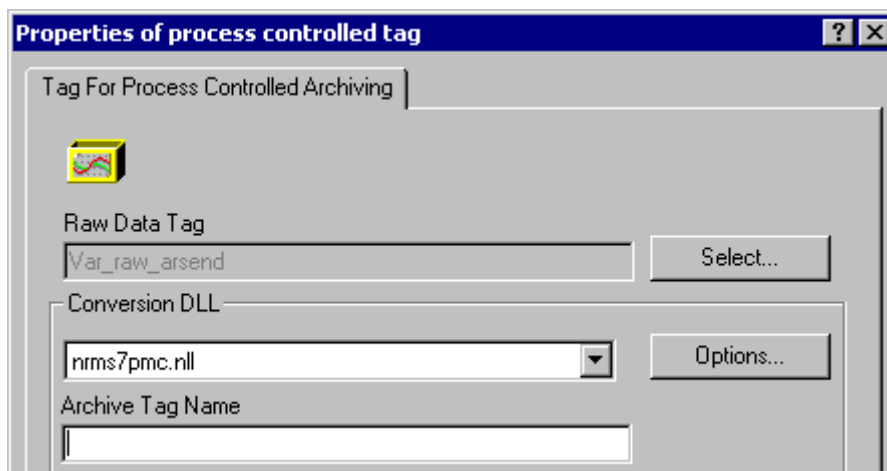 Properties of process controlled tag
Tag For Process Controlled Archiving
Raw Data Tag
Var_raw_arsend
Select...
Conversion DLL
nrms7pmc.nll
Options...
Archive Tag Name